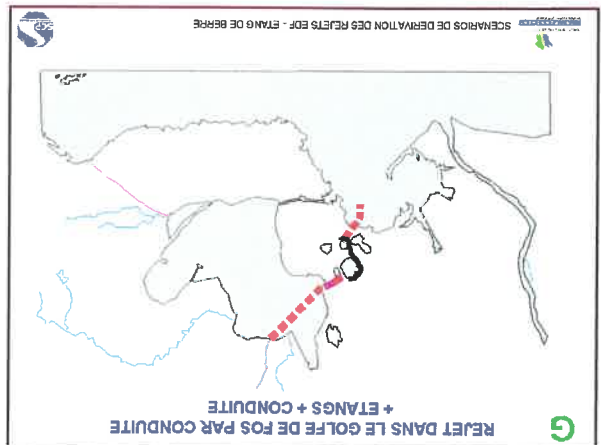 G
REJET DANS LE GOLFE DE FOS PAR CONDUITE
+ ETANGS + CONDUITE
SCENARIOS DE DERIVATION DES REJETS EDF - ETANG DE BERRE